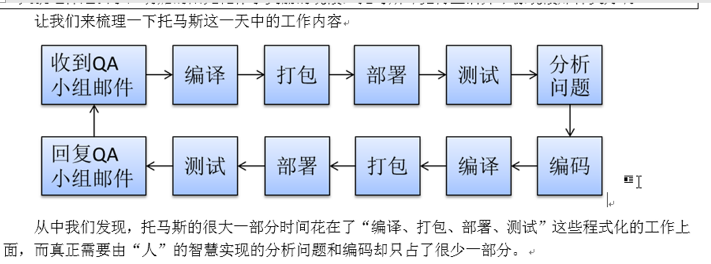 让我们来梳理一下托马斯这一天中的工作内容
收到QA
小组邮件
编译
打包
部署
测试
分析
问题
回复QA
小组邮件
测试
部署
打包
编译
编码
从中我们发现，托马斯的很大一部分时间花在了“编译、打包、部署、测试”这些程式化的工作上
面，而真正需要由“人”的智慧实现的分析问题和编码却只占了很少一部分。